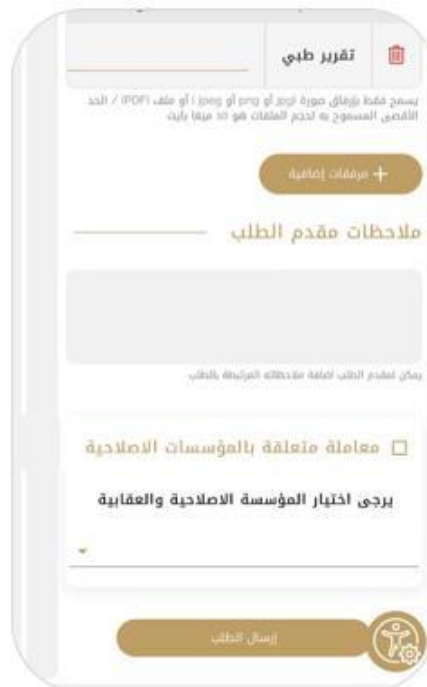 تقرير طبي
يسمح فقط بإرفاق صورة (jpg أو png أو jpeg) أو ملف (PDF) / الحد
الأقصى المسموح به لحجم الملفات هو 10 ميغا بايت
+ مرفقات إضافية
ملاحظات مقدم الطلب
يمكن لمقدم الطلب اضافة ملاحظاته المرتبطة بالطلب
معاملة متعلقة بالمؤسسات الاصلاحية
يرجى اختيار المؤسسة الاصلاحية والعقابية
إرسال الطلب